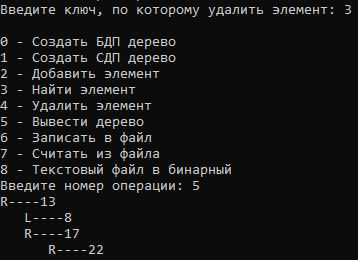 Введите ключ, по которому удалить элемент: 3

0 - Создать БДП дерево
1 - Создать СДП дерево
2 - Добавить элемент
3 - Найти элемент
4 - Удалить элемент
5 - Вывести дерево
6 - Записать в файл
7 - Считать из файла
8 - Текстовый файл в бинарный
Введите номер операции: 5
R----13
   L----8
   R----17
      R----22